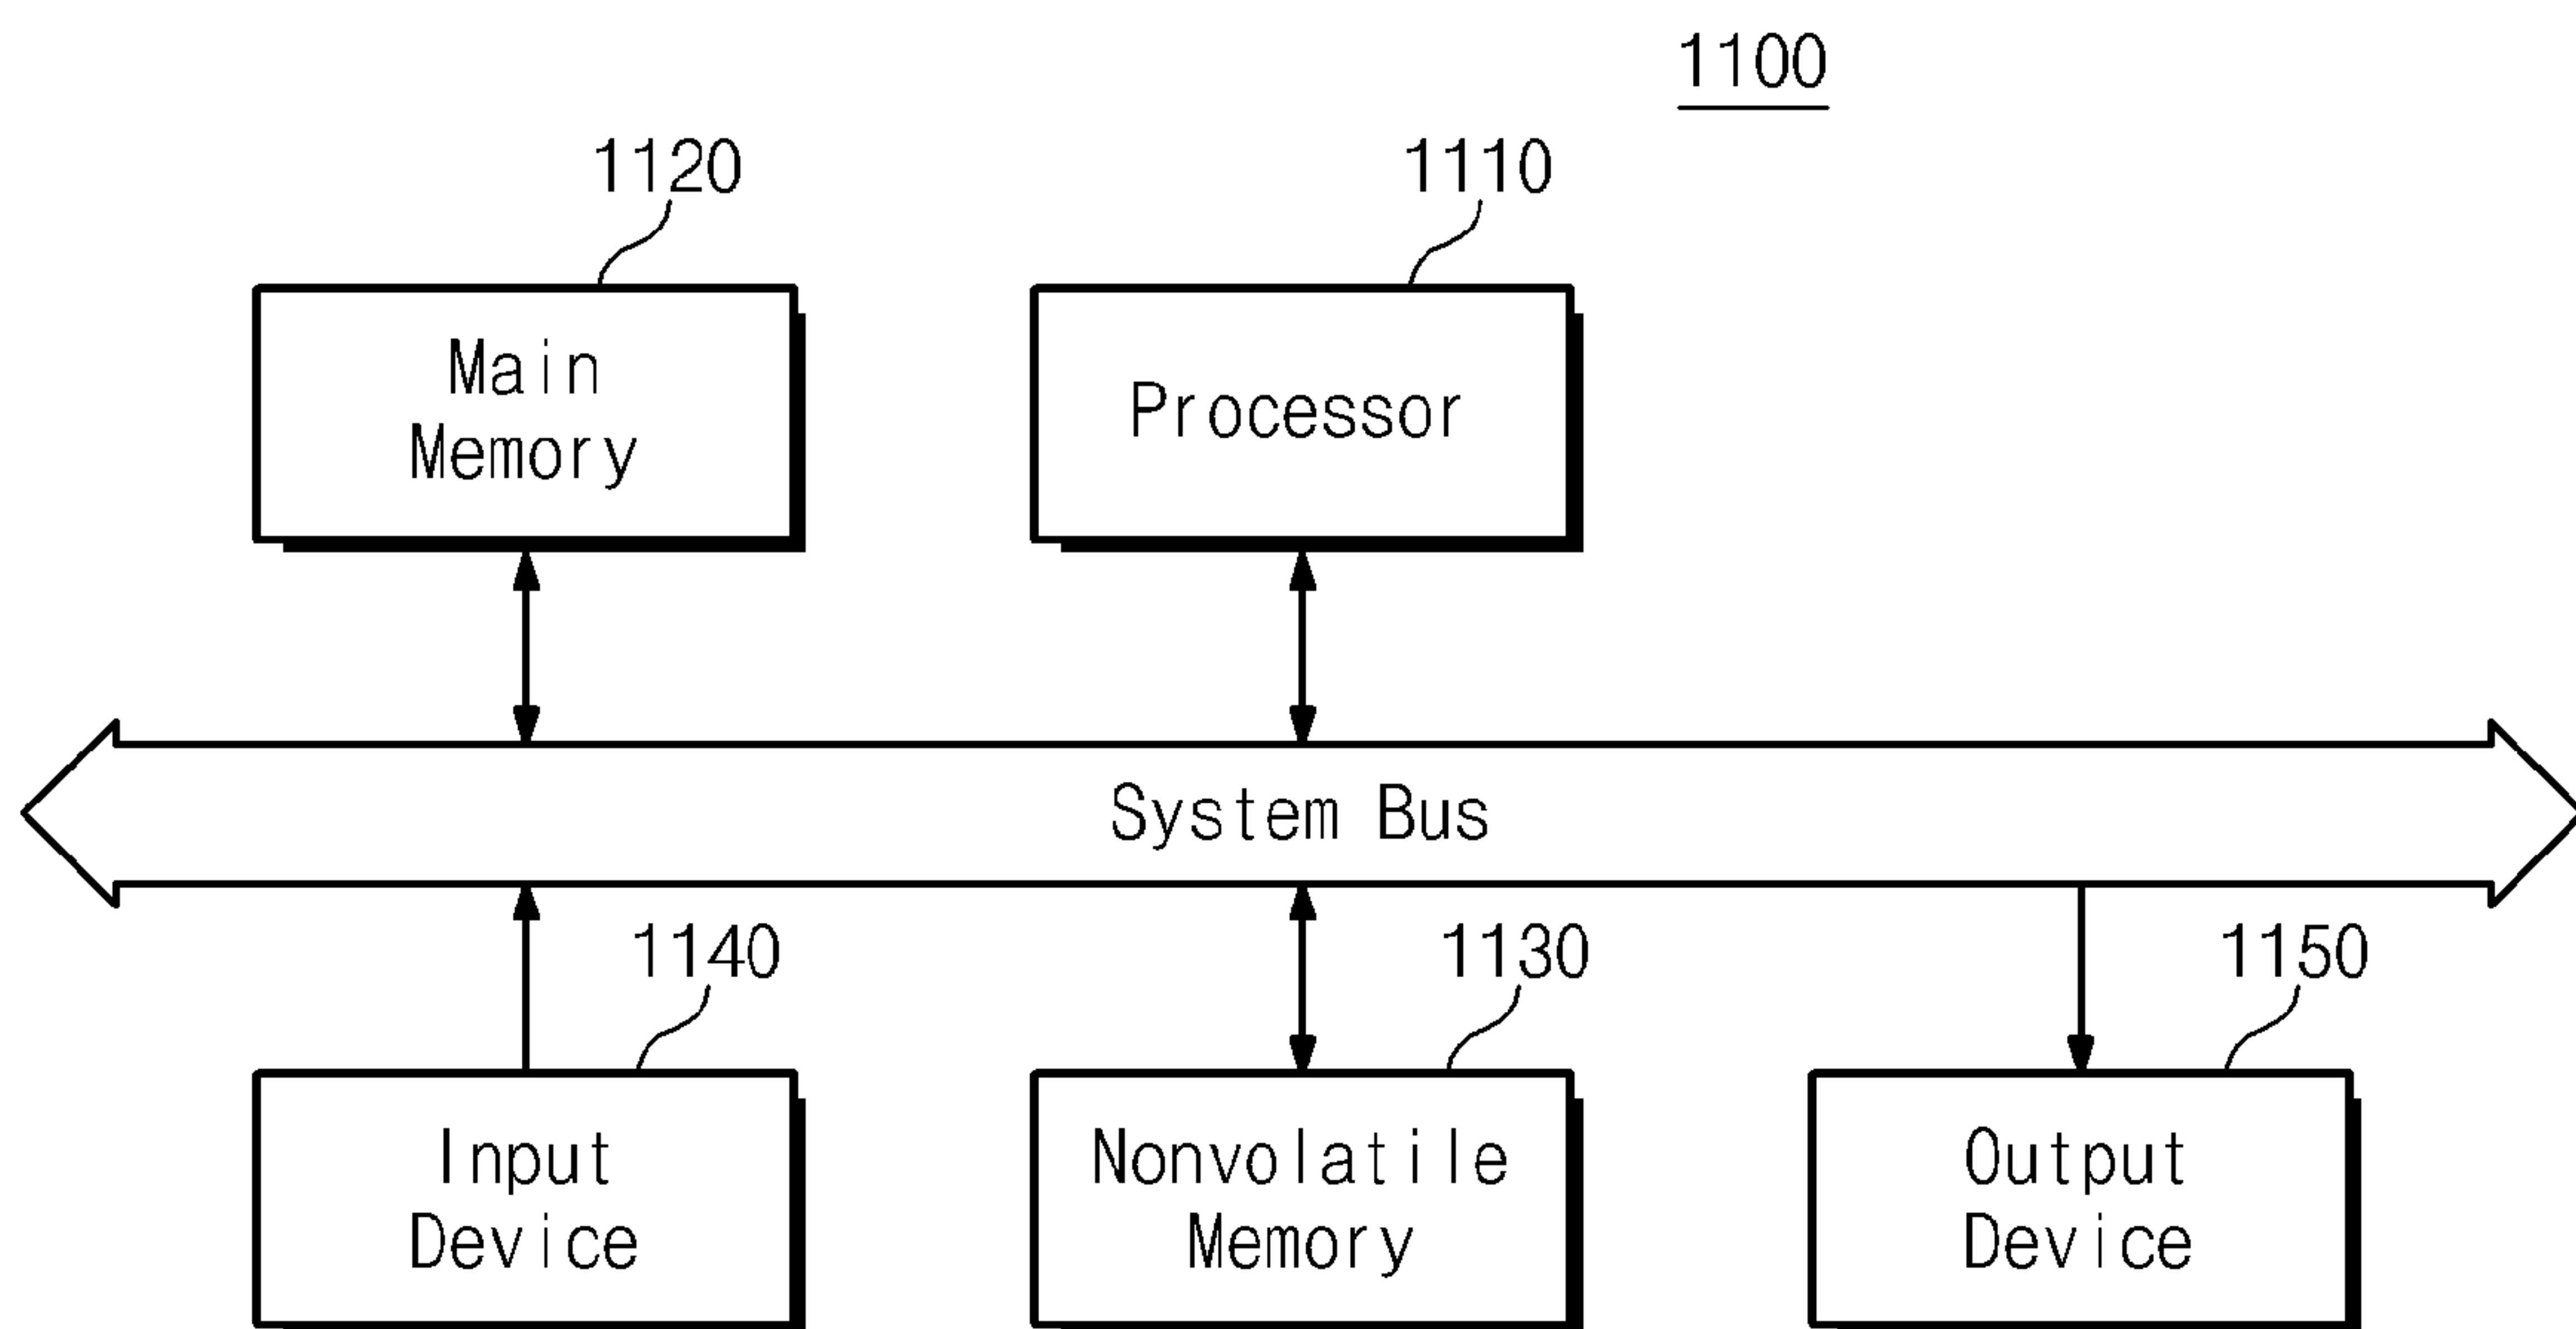 1100
1120
1110
Main
Memory
Processor
System Bus
1140
1130
1150
Input
Device
Nonvolatile
Memory
Output
Device